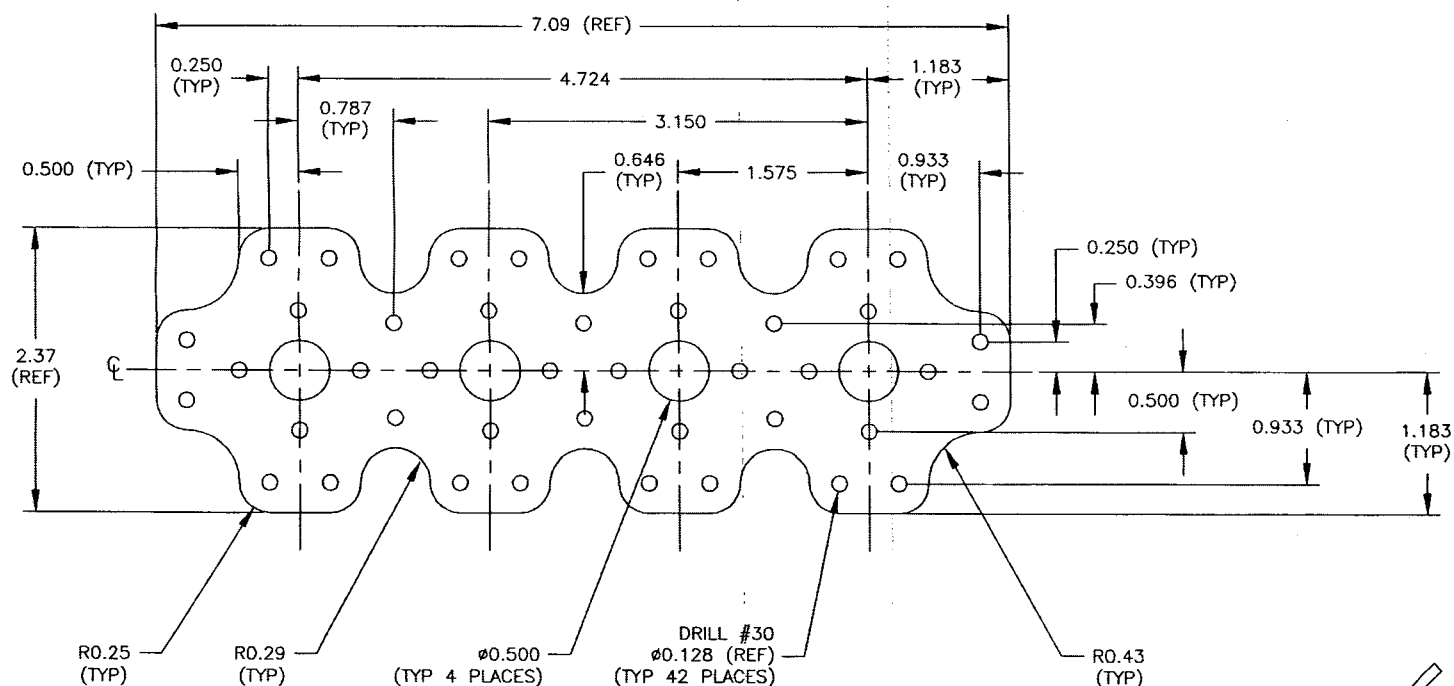 7.09 (REF)
0.250
(TYP)
4.724
1.183
(TYP)
0.787
(TYP)
3.150
0.500 (TYP)
0.646
(TYP)
1.575
0.933
(TYP)
0.250 (TYP)
0.396 (TYP)
2.37
(REF)
CL
0.500 (TYP)
0.933 (TYP)
1.183
(TYP)
R0.25
(TYP)
R0.29
(TYP)
ø0.500
(TYP 4 PLACES)
DRILL #30
ø0.128 (REF)
(TYP 42 PLACES)
R0.43
(TYP)